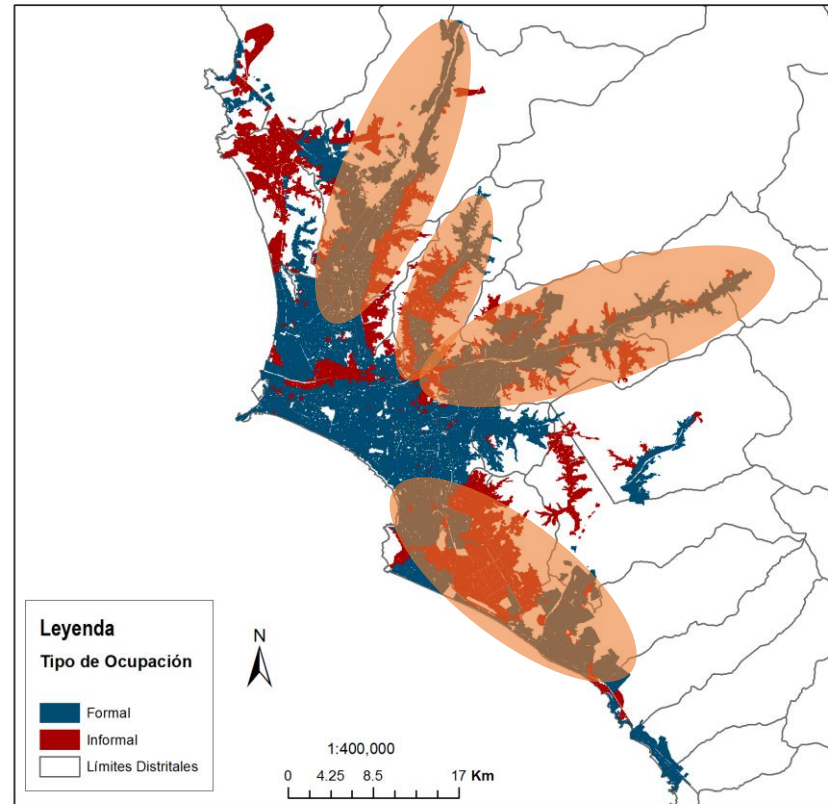 Leyenda
Tipo de Ocupación
Formal
Informal
Límites Distritales
N
1:400,000
0 4.25 8.5 17 Km